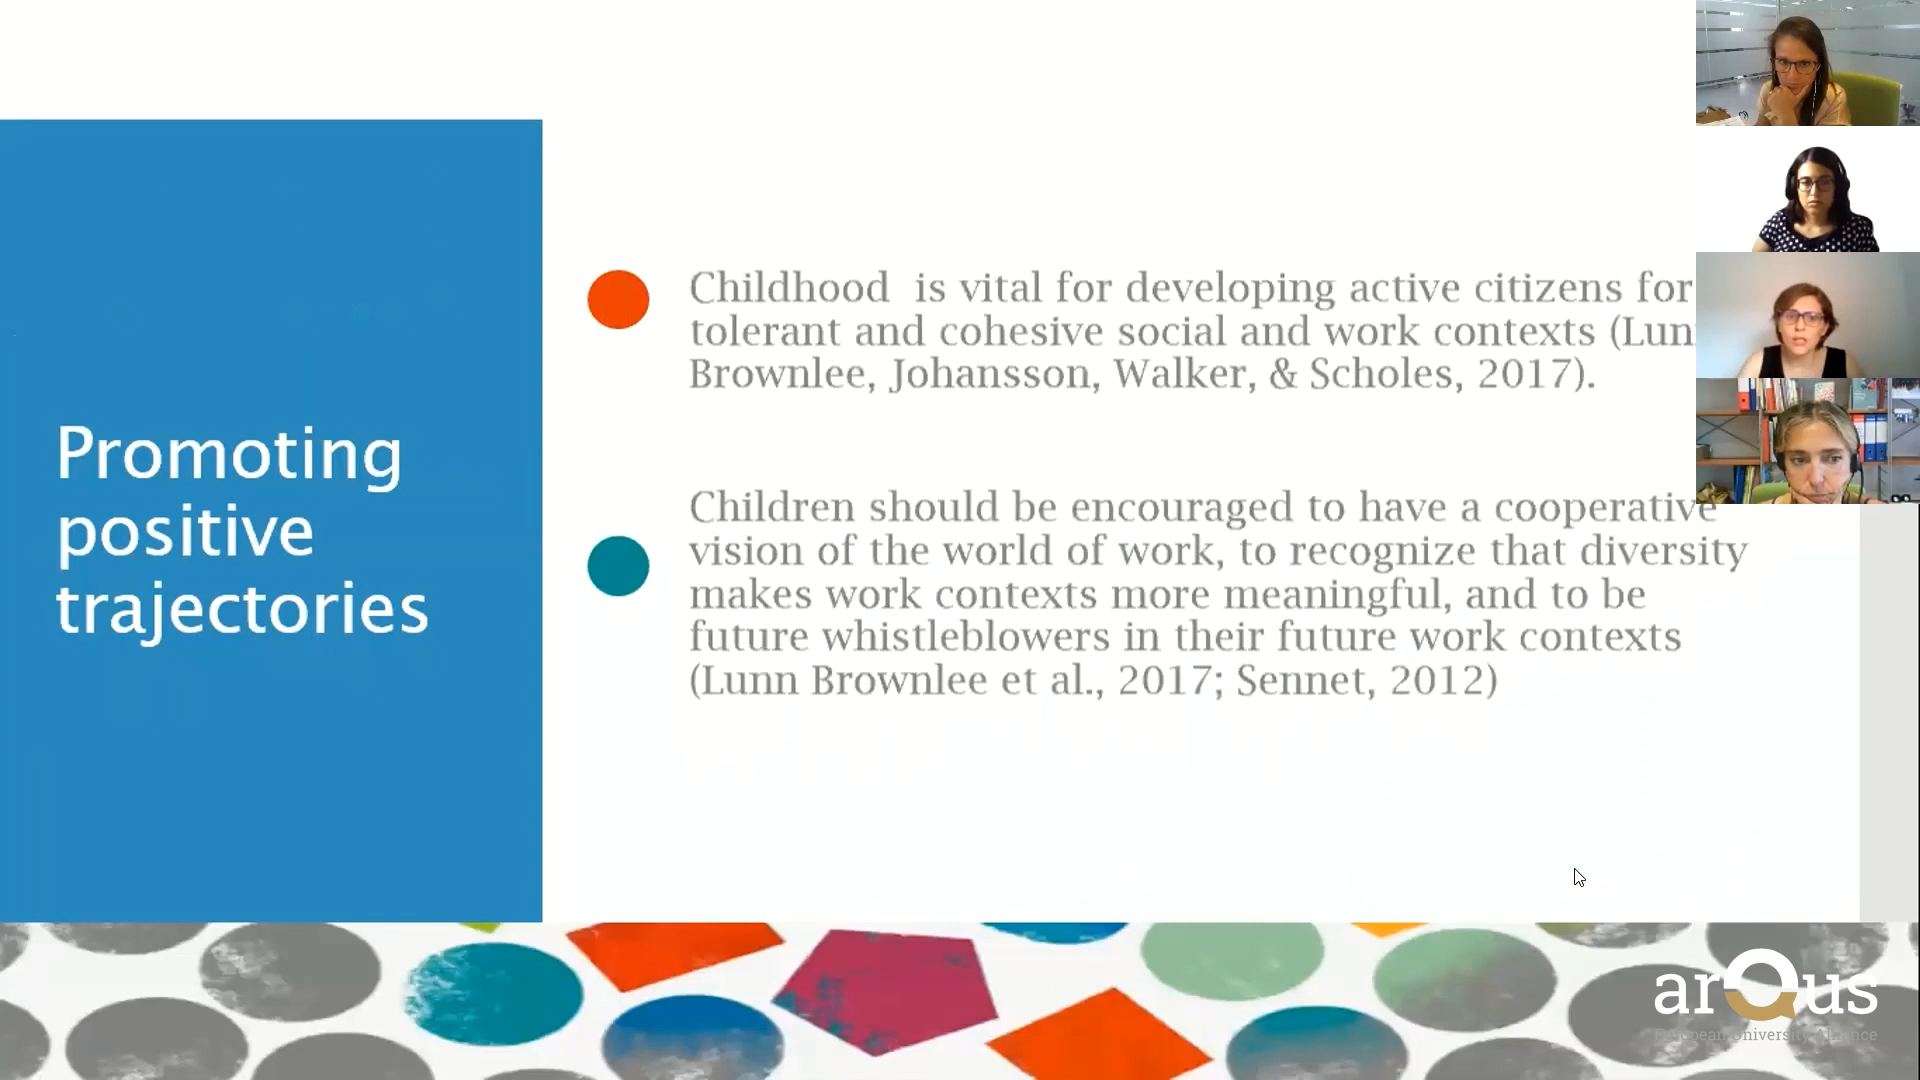 Promoting
positive
trajectories
Childhood is vital for developing active citizens for
tolerant and cohesive social and work contexts
Brownlee, Johansson, Walker, & Scholes, 2017).
Children should be encouraged to have a cooperative
vision of the world of work, to recognize that diversity
makes work contexts more meaningful, and to be
future whistleblowers in their future work contexts
(Lunn Brownlee et al., 2017; Sennet, 2012)
arQus
European University Alliance